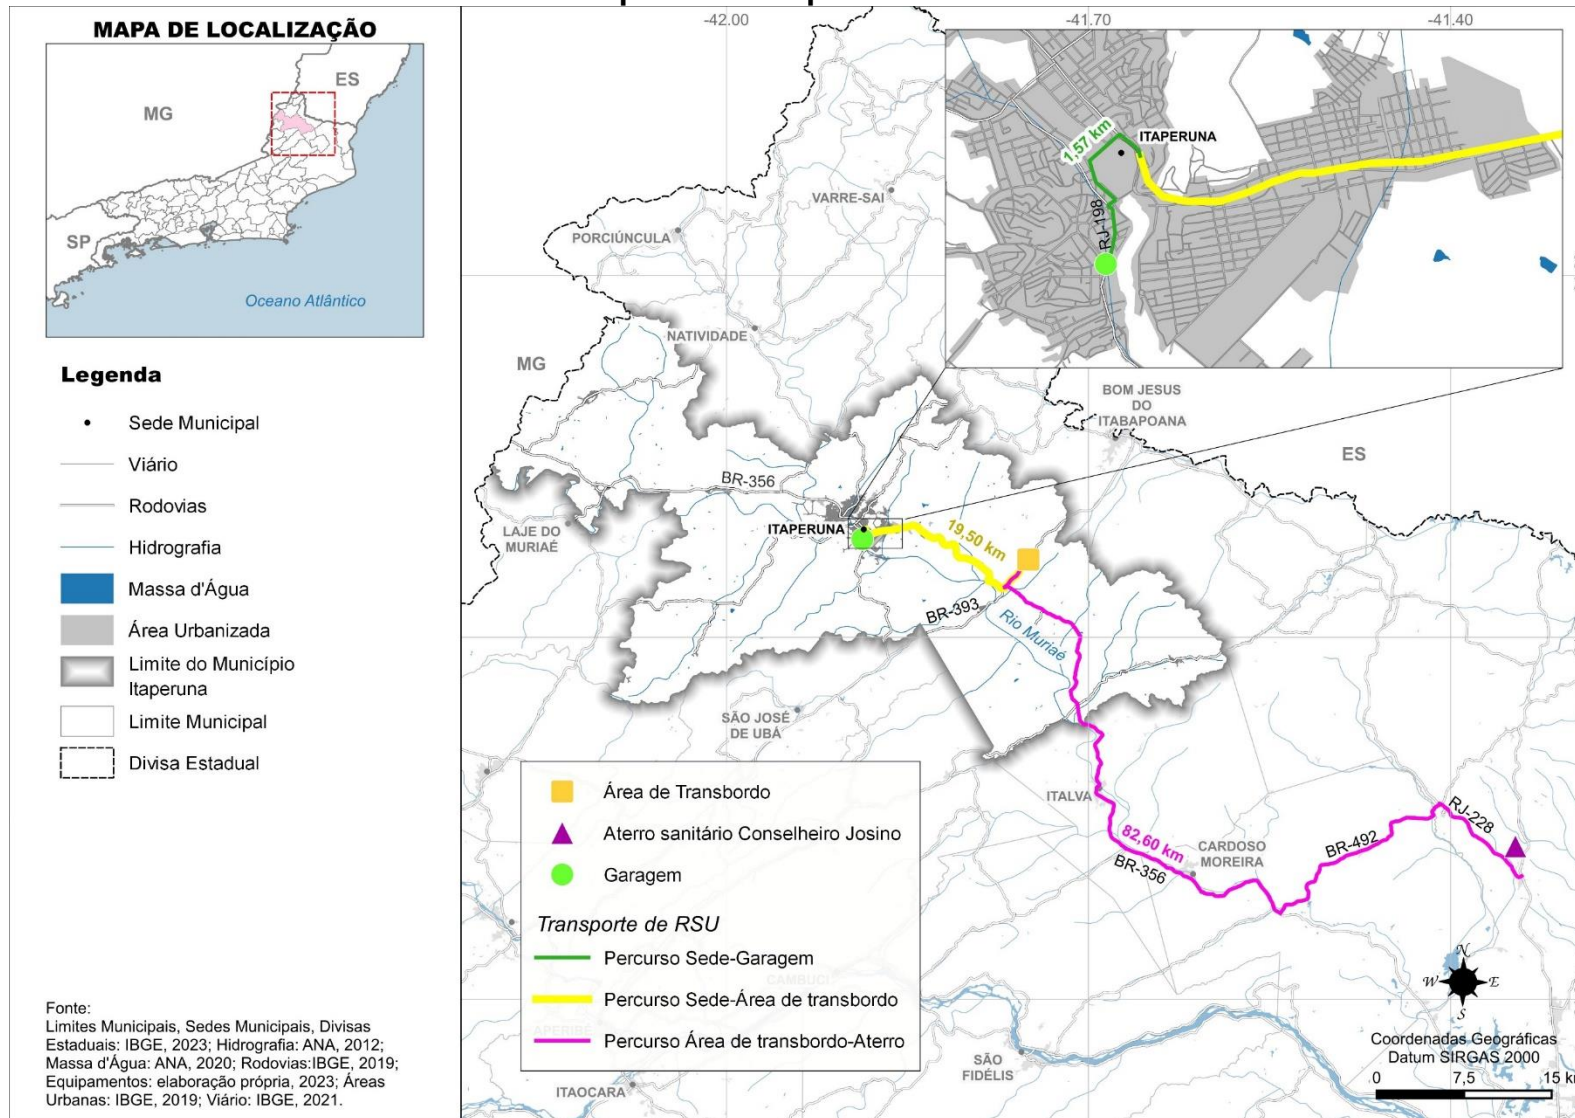 MAPA DE LOCALIZAÇÃO
MG
ES
SP
Oceano Atlântico
Legenda
Sede Municipal
Viário
Rodovias
Hidrografia
Massa d'Água
Área Urbanizada
Limite do Município
Itaperuna
Limite Municipal
Divisa Estadual
Fonte:
Limites Municipais, Sedes Municipais, Divisas
Estaduais: IBGE, 2023; Hidrografia: ANA, 2012;
Massa d'Água: ANA, 2020; Rodovias:IBGE, 2019;
Equipamentos: elaboração própria, 2023; Áreas
Urbanas: IBGE, 2019; Viário: IBGE, 2021.
-42.00
-41.70
-41.40
1,57 km
ITAPERUNA
RJ-198
VARRE-SAI
PORCIÚNCULA
NATIVIDADE
MG
BOM JESUS
DO
ITABAPOANA
ES
BR-356
LAJE DO
MURIAÉ
ITAPERUNA
19,50 km
BR-393
Rio Muriaé
SÃO JOSÉ
DE UBÁ
ITALVA
82,60 km
BR-356
CARDOSO
MOREIRA
BR-492
RJ-228
Área de Transbordo
Aterro sanitário Conselheiro Josino
Garagem
Transporte de RSU
Percurso Sede-Garagem
Percurso Sede-Área de transbordo
Percurso Área de transbordo-Aterro
CAMBUCI
APERIBÉ
ITAOCARA
SÃO
FIDÉLIS
N
W
E
S
Coordenadas Geográficas
Datum SIRGAS 2000
0 7,5 15 km